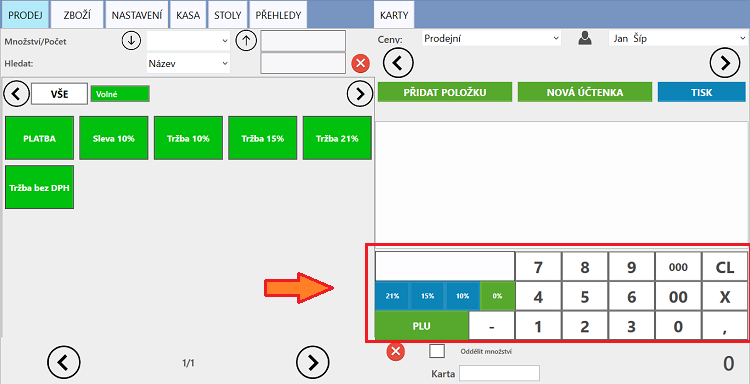 PRODEJ ZBOŽÍ NASTAVENÍ KASA STOLY PŘEHLEDY KARTY
Množství/Počet
Ceny: Prodejní Jan Šíp
Hledat: Název
VŠE Volné
PŘIDAT POLOŽKU NOVÁ ÚČTENKA TISK
PLATBA Sleva 10% Tržba 10% Tržba 15% Tržba 21%
Tržba bez DPH
7 8 9 000 CL
21% 15% 10% 0% 4 5 6 00 X
PLU - 1 2 3 0 ,
1/1
Oddělit množství
Karta
0